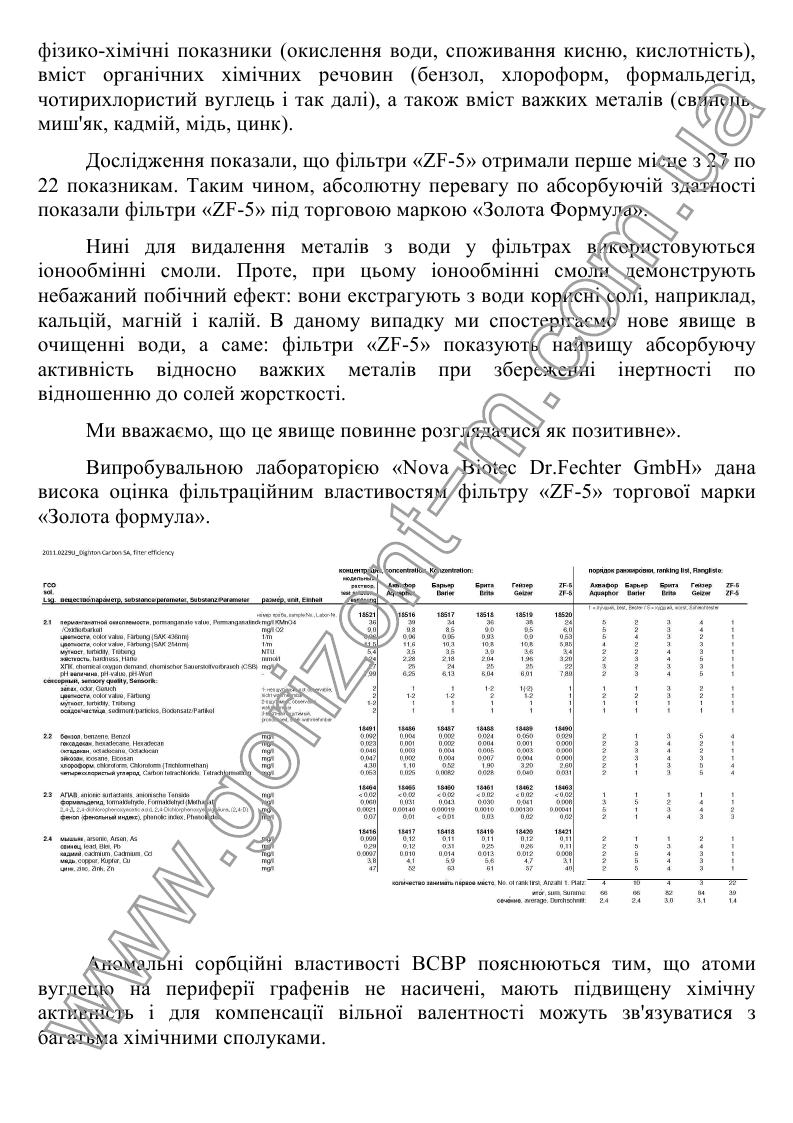 фізико-хімічні показники (окислення води, споживання кисню, кислотність),
вміст органічних хімічних речовин (бензол, хлороформ, формальдегід,
чотирихлористий вуглець і так далі), а також вміст важких металів (свинець,
миш'як, кадмій, мідь, цинк).
Дослідження показали, що фільтри «ZF-5» отримали перше місце з 27 по
22 показникам. Таким чином, абсолютну перевагу по абсорбуючій здатності
показали фільтри «ZF-5» під торговою маркою «Золота Формула».
Нині для видалення металів з води у фільтрах використовуються
іонообмінні смоли. Проте, при цьому іонообмінні смоли демонструють
небажаний побічний ефект: вони екстрагують з води корисні солі, наприклад,
кальцій, магній і калій. В даному випадку ми спостерігаємо нове явище в
очищенні води, а саме: фільтри «ZF-5» показують найвищу абсорбуючу
активність відносно важких металів при збереженні інертності по
відношенню до солей жорсткості.
Ми вважаємо, що це явище повинне розглядатися як позитивне».
Випробувальною лабораторією «Nova Biotec Dr.Fechter GmbH» дана
висока оцінка фільтраційним властивостям фільтру «ZF-5» торгової марки
«Золота формула».
2011.0229U_Dighton Carbon SA, filter efficiency
концентрация, concentration, Konzentration: порядок ранжировки, ranking list, Rangliste:
ГСО sol. Lsg. вещество/параметр, substance/perameter, Substanz/Parameter размер, unit, Einheit
Аквафор Барьер Брита Гейзер ZF-5 Аквафор Барьер Брита Гейзер ZF-5
Aquaphor Barier Brita Geizer ZF-5 Aquaphor Barier Brita Geizer ZF-5
номер пробы, sample No., Labor-Nr. 18521 18516 18517 18518 18519 18520
2.1 перманганатной окисляемости, permanganate value, Permanganatindex mg/l KMnO4 36 39 34 36 38 24 5 2 3 4 1
/Oxidierbarkeit mg/l O2 9,0 9,8 8,5 9,0 9,5 6,0 5 2 3 4 1
цветности, color value, Färbung (SAK 436nm) 1/m 0,96 0,96 0,95 0,93 0,9 0,53 5 4 3 2 1
цветности, color value, Färbung (SAK 254nm) 1/m 11,5 11,6 10,3 10,8 10,8 5,85 4 2 3 3 1
мутност, turbidity, Trübung NTU 5,4 3,5 3,5 3,9 3,6 3,4 2 2 4 3 1
жёсткость, hardness, Härte mmol/l 2,28 2,18 2,04 1,96 3,20 2 3 4 5 1
ХПК, chemical oxygen demand, chemischer Sauerstoffverbrauch (CSB) mg/l 27 25 24 25 25 22 3 2 3 3 1
pH величина, pH-value, pH-Wert - 6,25 6,13 6,04 6,01 7,89 2 3 4 5 1
сенсорный, sensory quality, Sensorik:
запах, odor, Geruch 2 1 1 1-2 1(-2) 1 1 1 3 2 1
цветности, color value, Färbung 2 1-2 1-2 2 1-2 1 2 2 3 2 1
мутност, turbidity, Trübung 1-2 1 1 1 1 1 1 1 1 1 1
осадок/частица, sediment/particles, Bodensatz/Partikel 2 1 1 1 1 1 1 1 1 1 1
18491 18486 18487 18488 18489 18490
2.2 бензол, benzene, Benzol mg/l 0,092 0,004 0,002 0,024 0,050 0,029 2 1 3 5 4
гексадекан, hexadecane, Hexadecan mg/l 0,023 0,001 0,002 0,004 0,001 0,000 2 3 4 2 1
октадекан, octadecane, Octadecan mg/l 0,046 0,003 0,004 0,005 0,003 0,000 2 3 4 2 1
эйкозан, icosane, Eicosan mg/l 0,047 0,002 0,004 0,007 0,004 0,000 2 3 4 3 1
хлороформ, chloroform, Chloroform (Trichlormethan) mg/l 4,30 1,10 0,52 1,90 3,20 2,60 2 1 3 4 3
четыреххлористый углерод, Carbon tetrachloride, Tetrachlormethan mg/l 0,053 0,025 0,0082 0,028 0,040 0,031 2 1 3 5 4
18464 18465 18460 18461 18462 18463
2.3 АПАВ, anionic surfactants, anionische Tenside mg/l < 0,02 < 0,02 < 0,02 < 0,02 < 0,02 < 0,02 1 1 1 1 1
формальдегид, formaldehyde, Formaldehyd (Methanal) mg/l 0,060 0,031 0,043 0,030 0,041 0,008 3 5 2 4 1
mg/l 0,0021 0,00140 0,00019 0,0010 0,00130 0,00041 5 1 3 4 2
фенол (фенольный индекс), phenolic index, Phenolindex mg/l 0,07 0,01 < 0,01 0,03 0,02 0,02 2 1 4 3 3
18416 18417 18418 18419 18420 18421
2.4 мышьяк, arsenic, Arsen, As mg/l 0,099 0,12 0,11 0,11 0,12 0,11 2 1 1 2 1
свинец, lead, Blei, Pb mg/l 0,29 0,12 0,31 0,25 0,26 0,11 2 5 3 4 1
кадмий, cadmium, Cadmium, Cd mg/l 0,0097 0,010 0,014 0,013 0,012 0,008 2 5 4 3 1
медь, copper, Kupfer, Cu mg/l 3,8 4,1 5,9 5,6 4,7 3,1 2 5 4 3 1
цинк, zinc, Zink, Zn mg/l 47 52 63 61 57 40 2 5 4 3 1
количество занимать первое место, No. of rank first, Anzahl 1. Platz: 4 10 4 3 22
итог, sum, Summe: 66 66 82 84 39
сечение, average, Durchschnitt: 2,4 2,4 3,0 3,1 1,4
Аномальні сорбційні властивості ВСВР пояснюються тим, що атоми
вуглецю на периферії графенів не насичені, мають підвищену хімічну
активність і для компенсації вільної валентності можуть зв'язуватися з
багатьма хімічними сполуками.
www.gorizont-m.com.ua